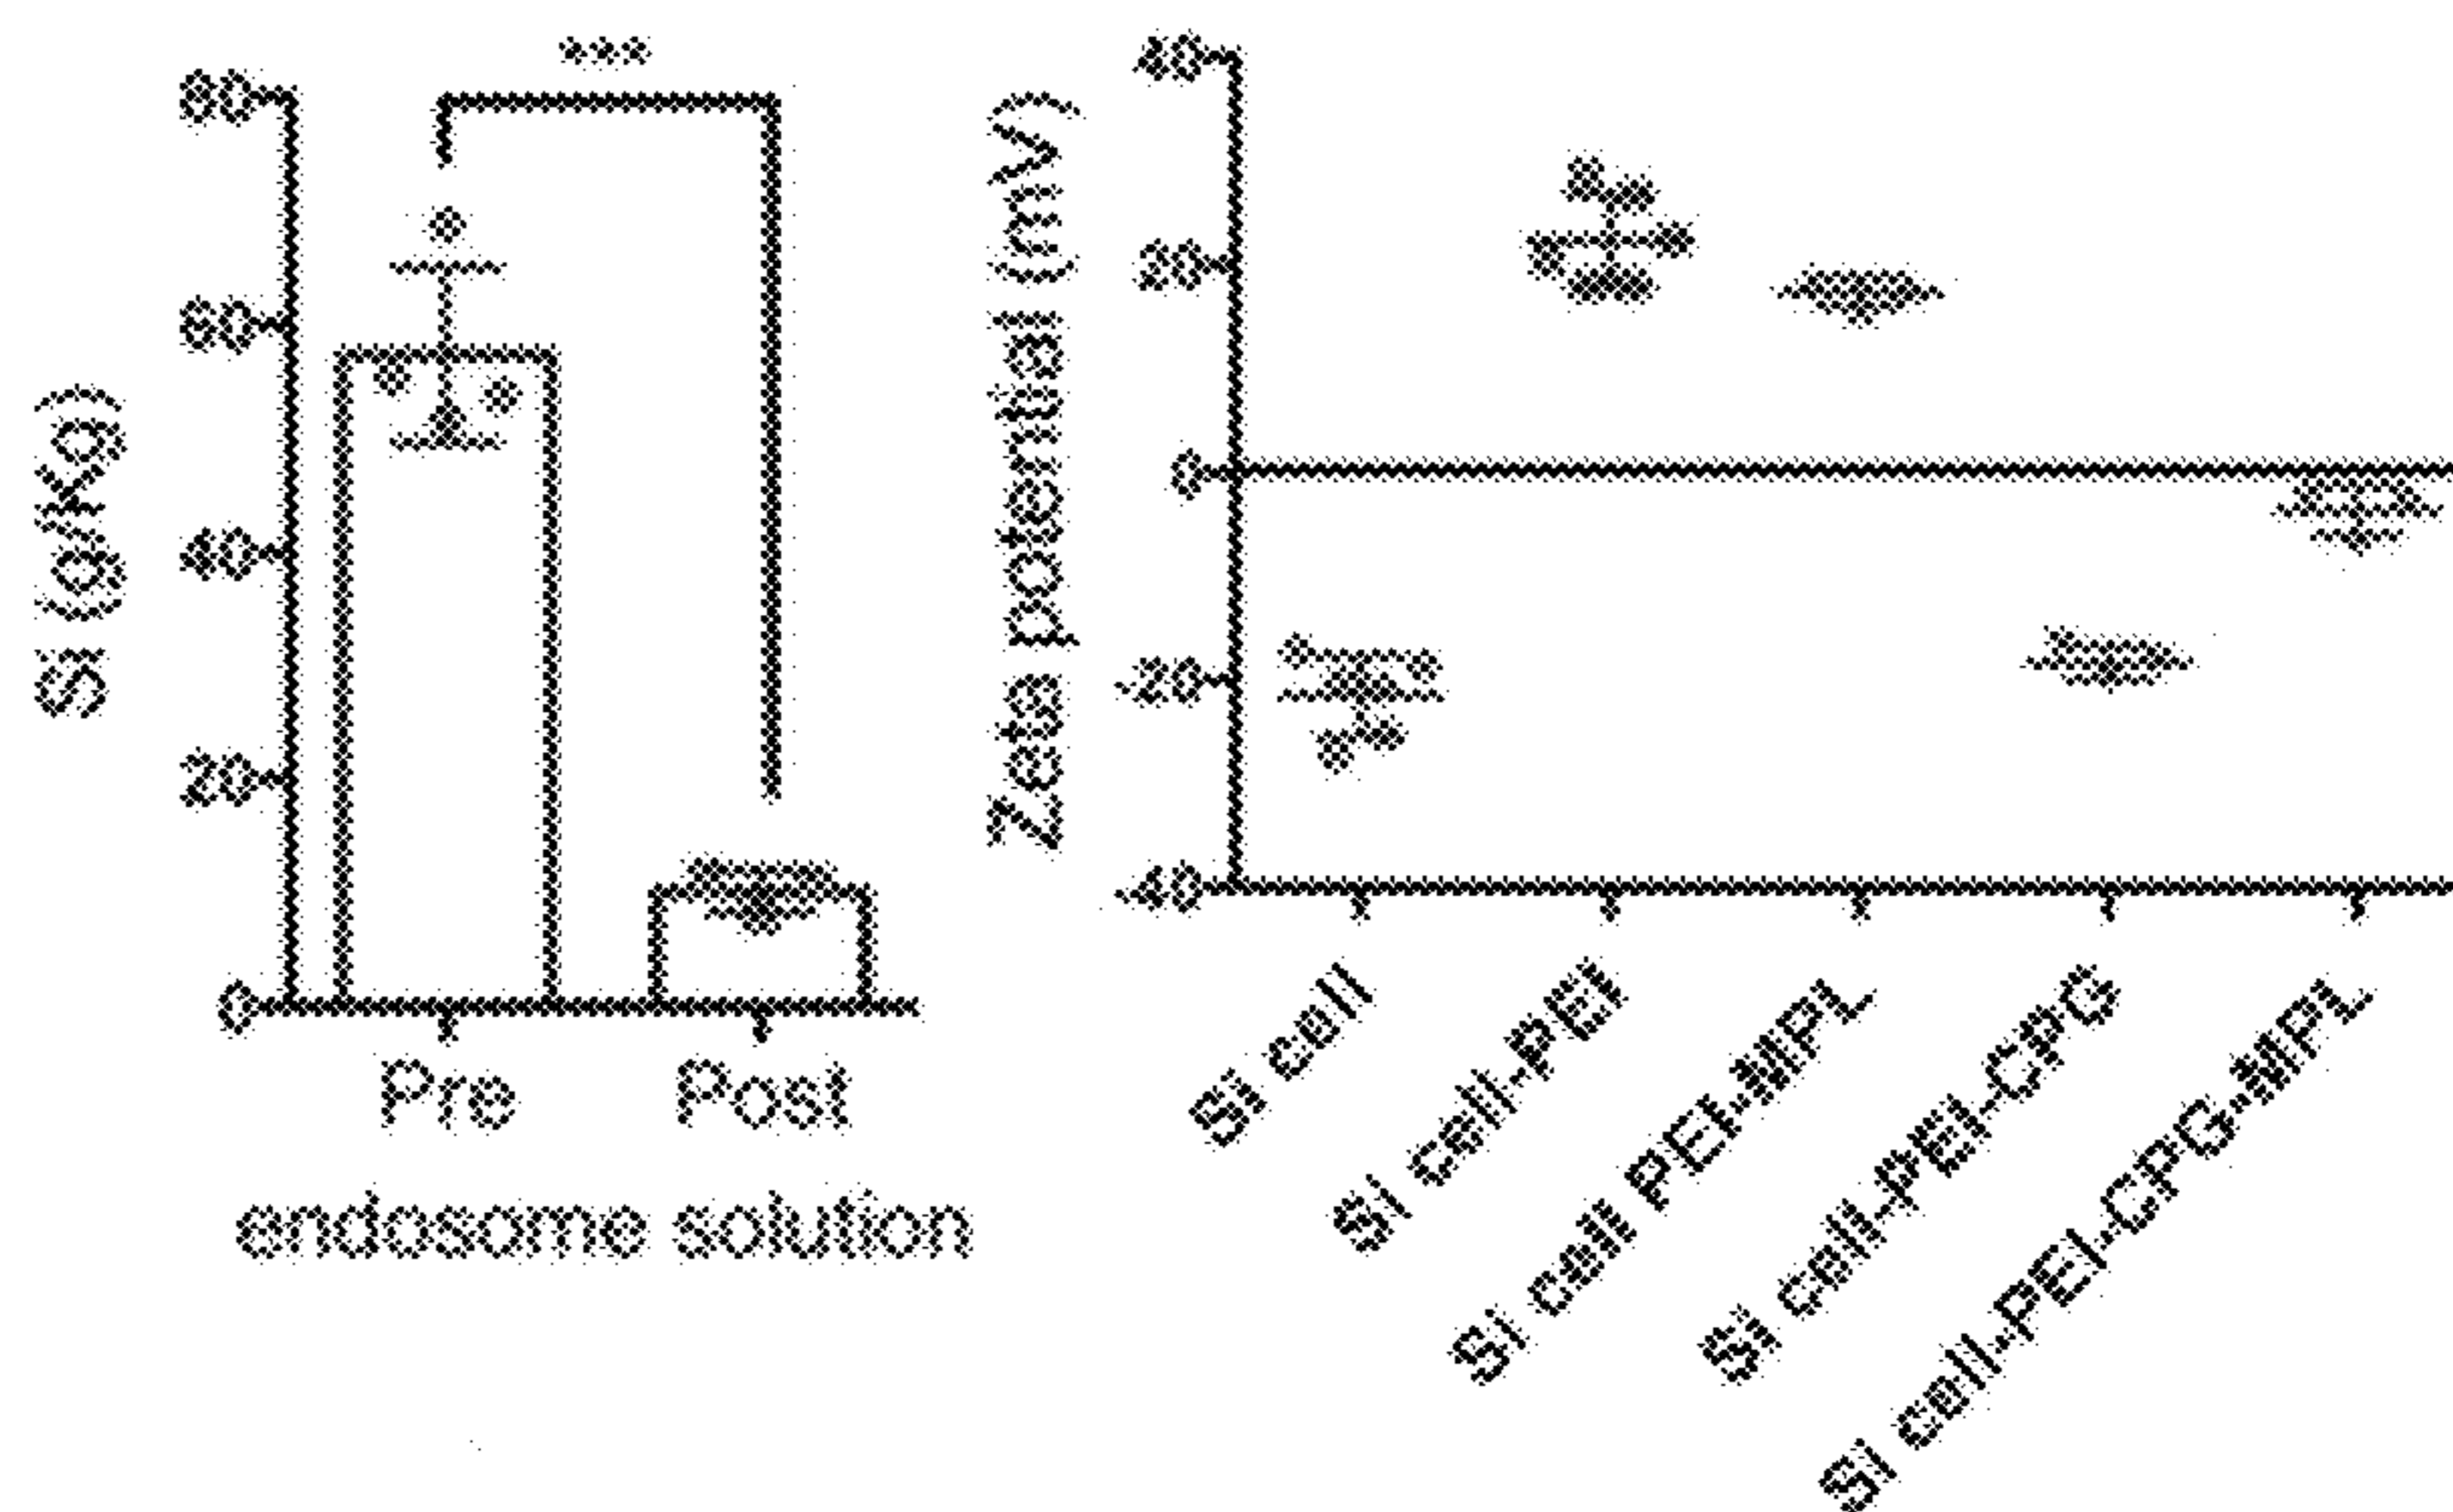 ***
80
60
40
20
0
Si (g/kg)
Pre
Post
endosome solution
Zeta potential (mV)
40
20
0
-20
-40
Si cell
Si cell-PEI
Si cell PEI-MPL
Si cell-PEI-CPG
Si cell-PEI-CPG-MPL